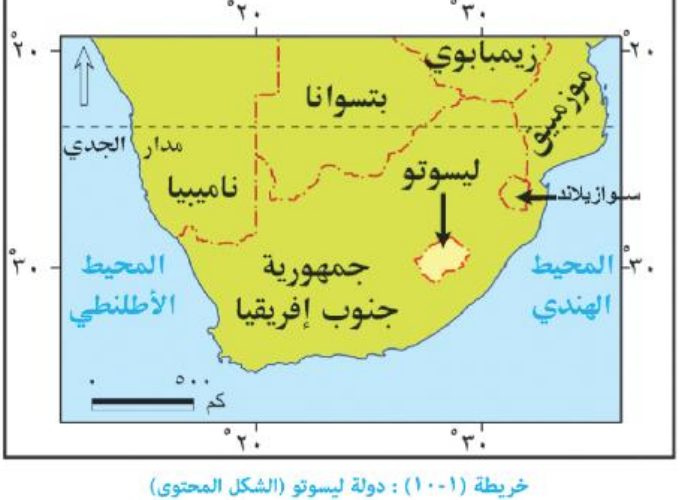 °٢٠ °٣٠
°٢٠ °٢٠
زيمبابوي
بتسوانا
موزمبيق
مدار الجدي
ناميبيا
ليسوتو
سوازيلاند
°٣٠ °٣٠
المحيط
الأطلنطي
جمهورية
جنوب إفريقيا
المحيط
الهندي
٠ ٥٠٠
كم
°٢٠ °٣٠
خريطة (١-١٠) : دولة ليسوتو (الشكل المحتوى)